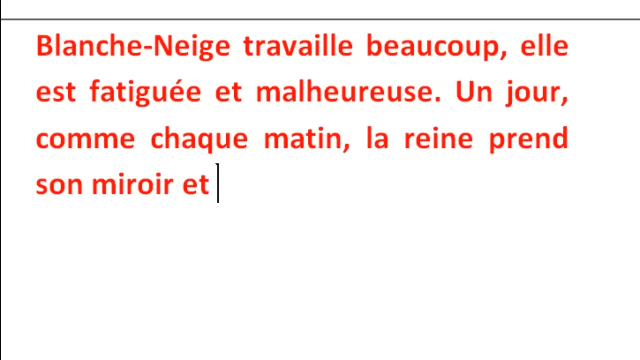 Blanche-Neige travaille beaucoup, elle
est fatiguée et malheureuse. Un jour,
comme chaque matin, la reine prend
son miroir et